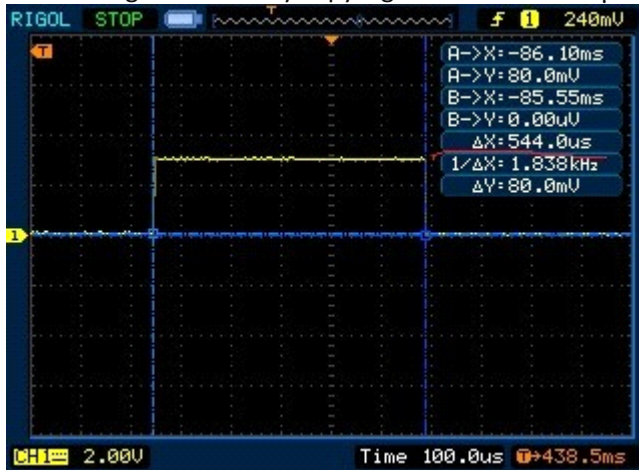 RIGOL STOP T f 1 240mV
T
A->X:-86.10ms
A->Y:80.0mV
B->X:-85.55ms
B->Y:0.00uV
ΔX:544.0us
1/ΔX:1.838kHz
ΔY:80.0mV
1
CH1 2.00V Time 100.0us T→438.5ms